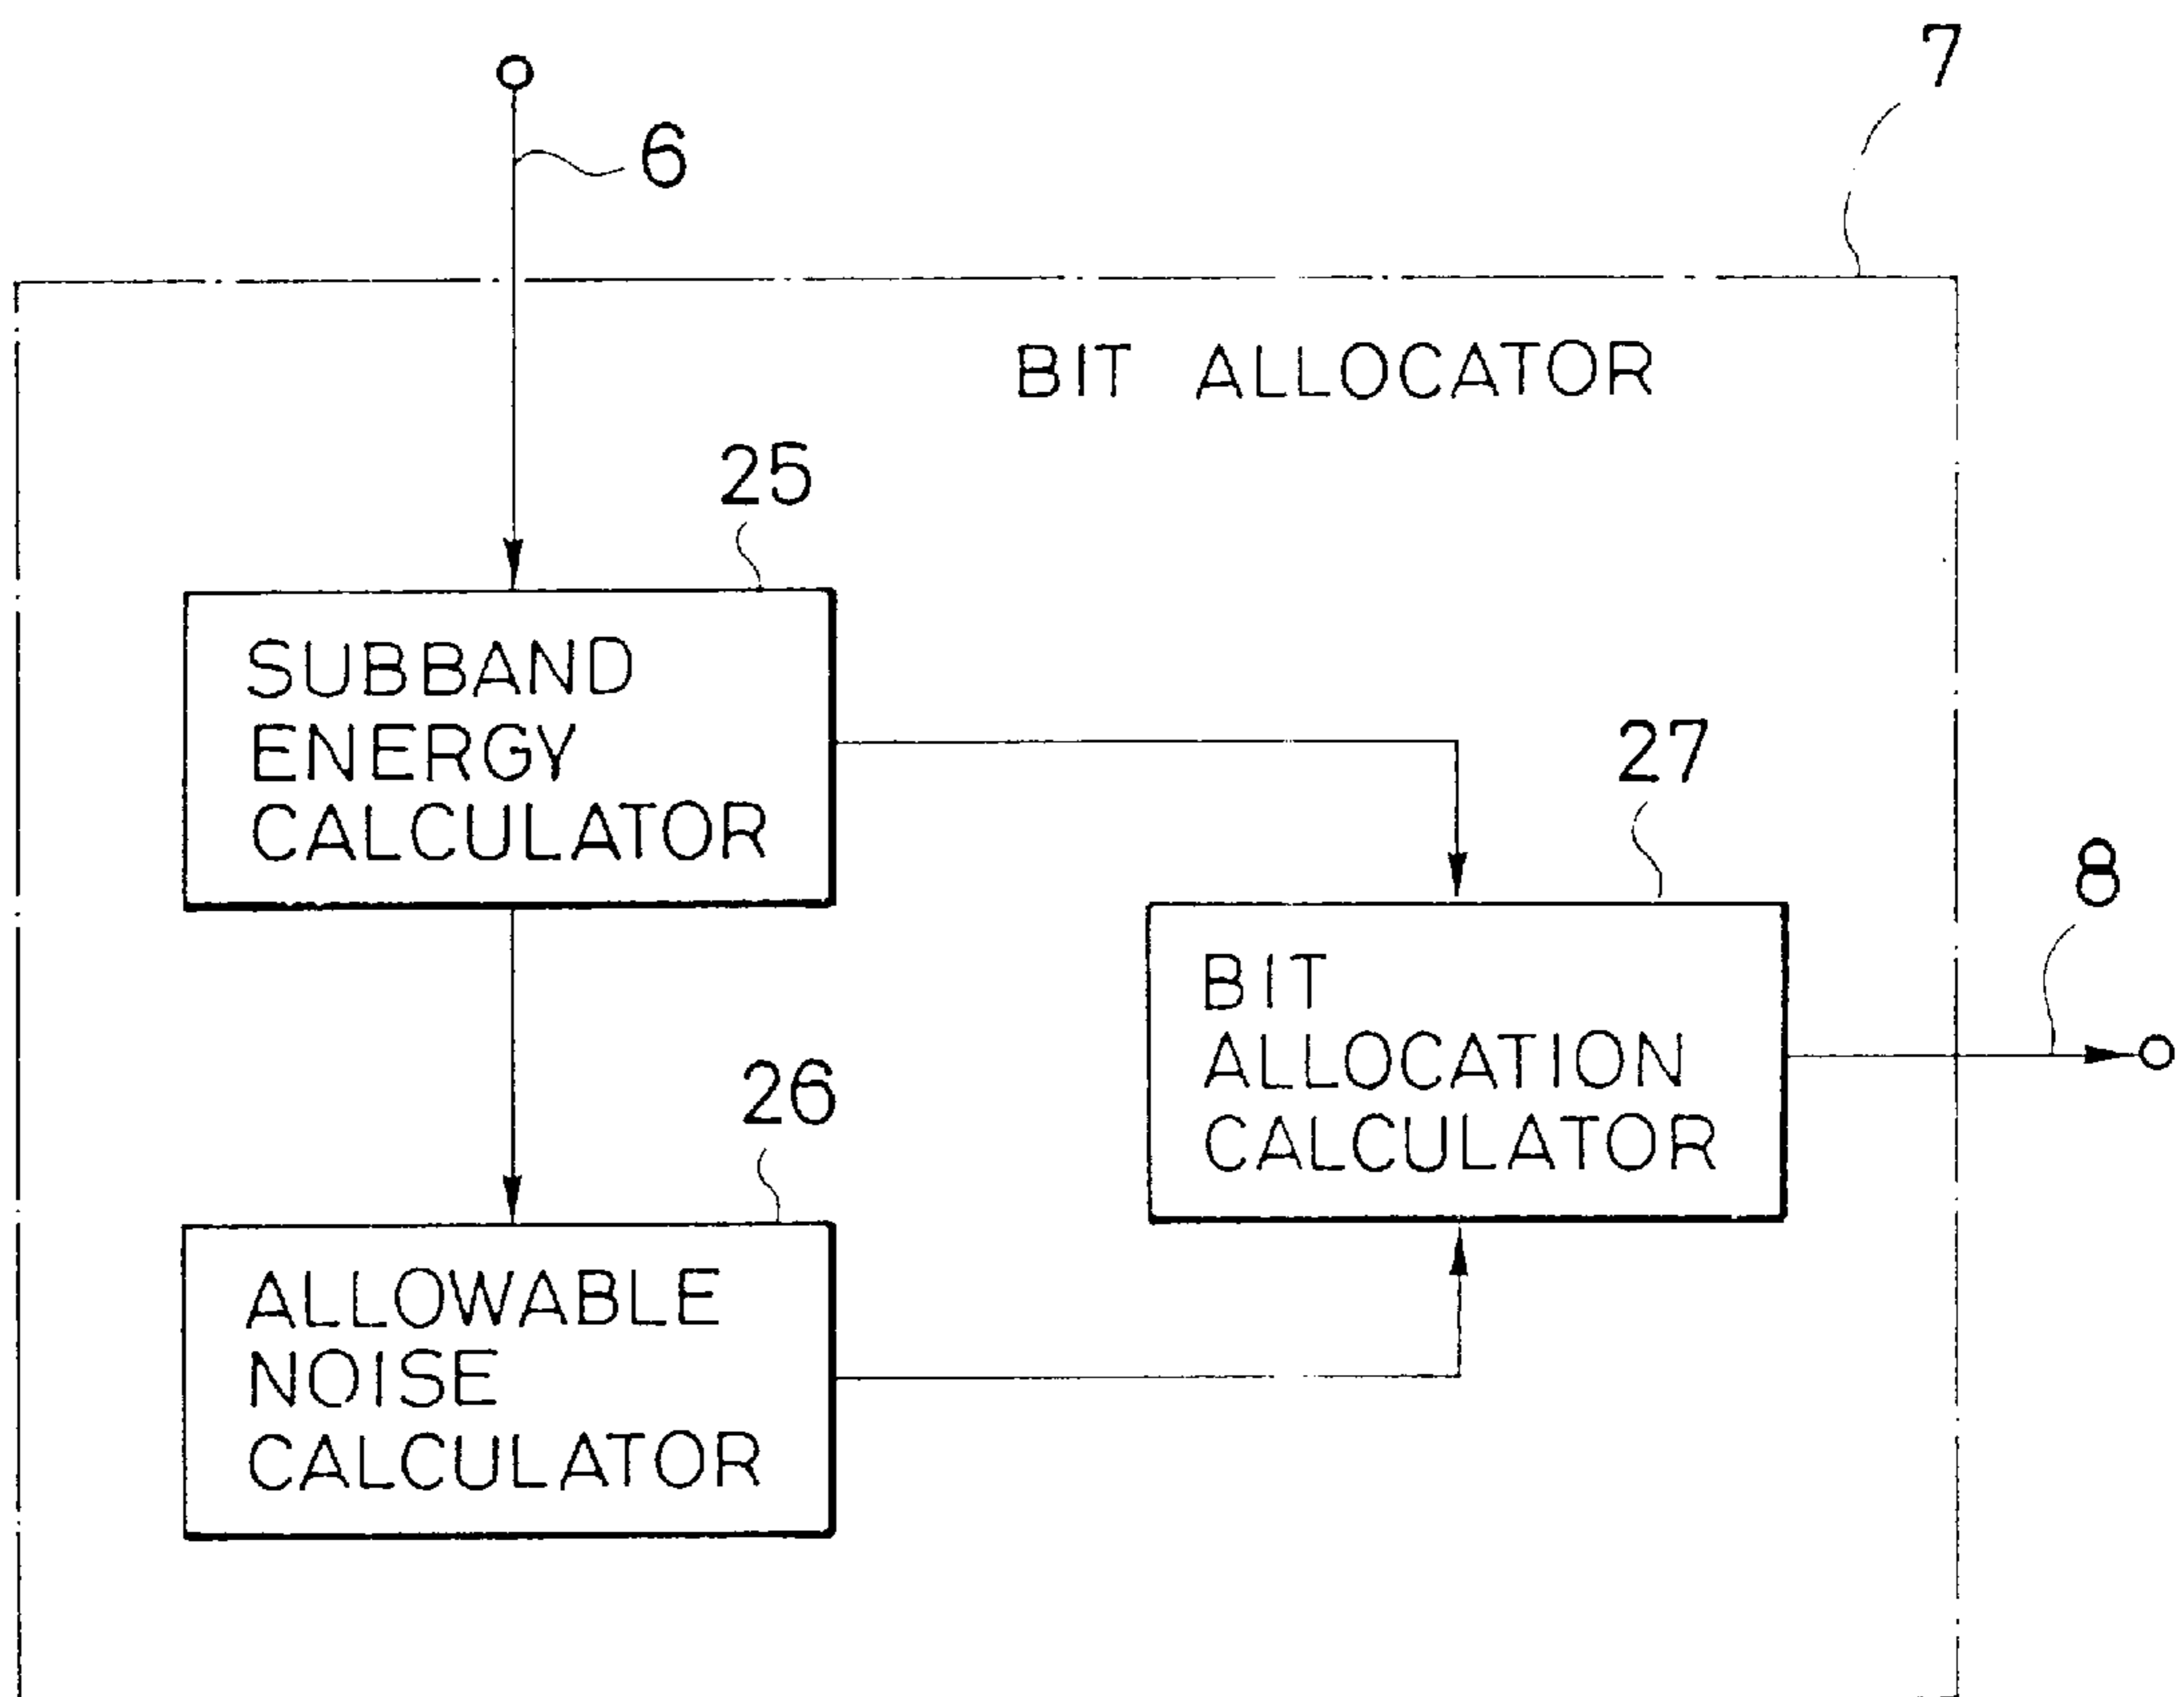 7
6
BIT ALLOCATOR
25
SUBBAND
ENERGY
CALCULATOR
27
8
BIT
ALLOCATION
CALCULATOR
26
ALLOWABLE
NOISE
CALCULATOR